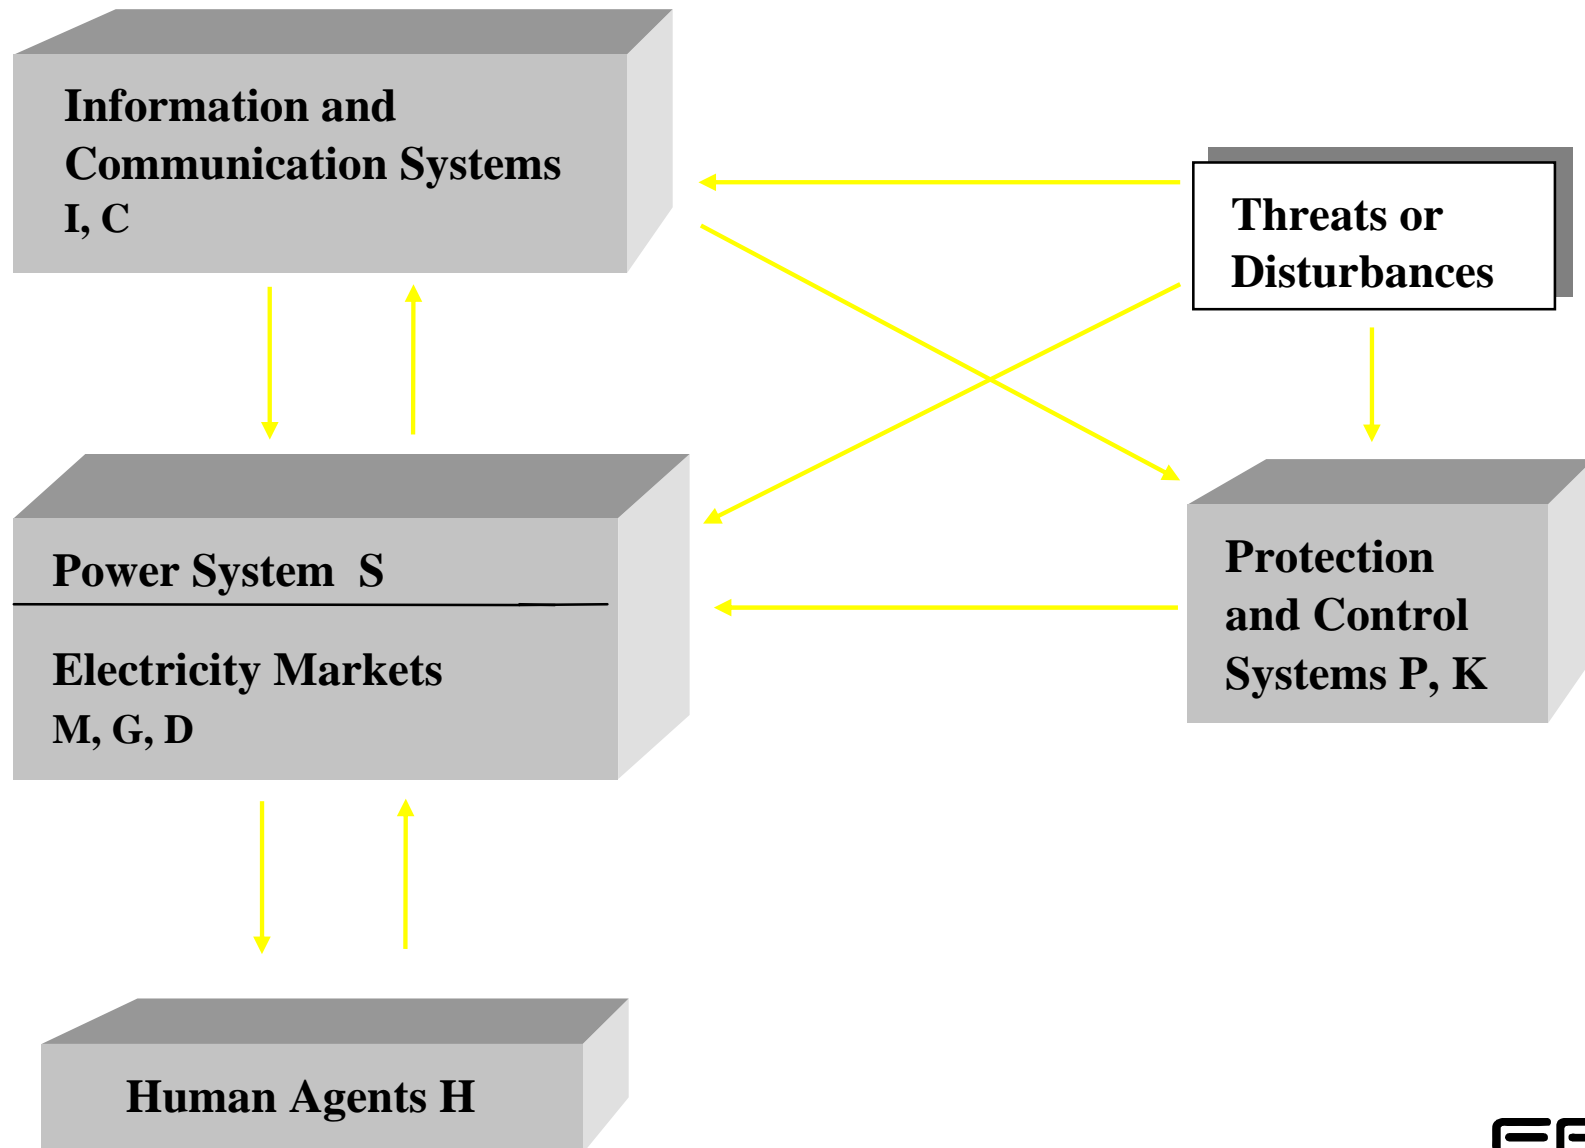 Information and
Communication Systems
I, C
Threats or
Disturbances
Power System S
Electricity Markets
M, G, D
Protection
and Control
Systems P, K
Human Agents H